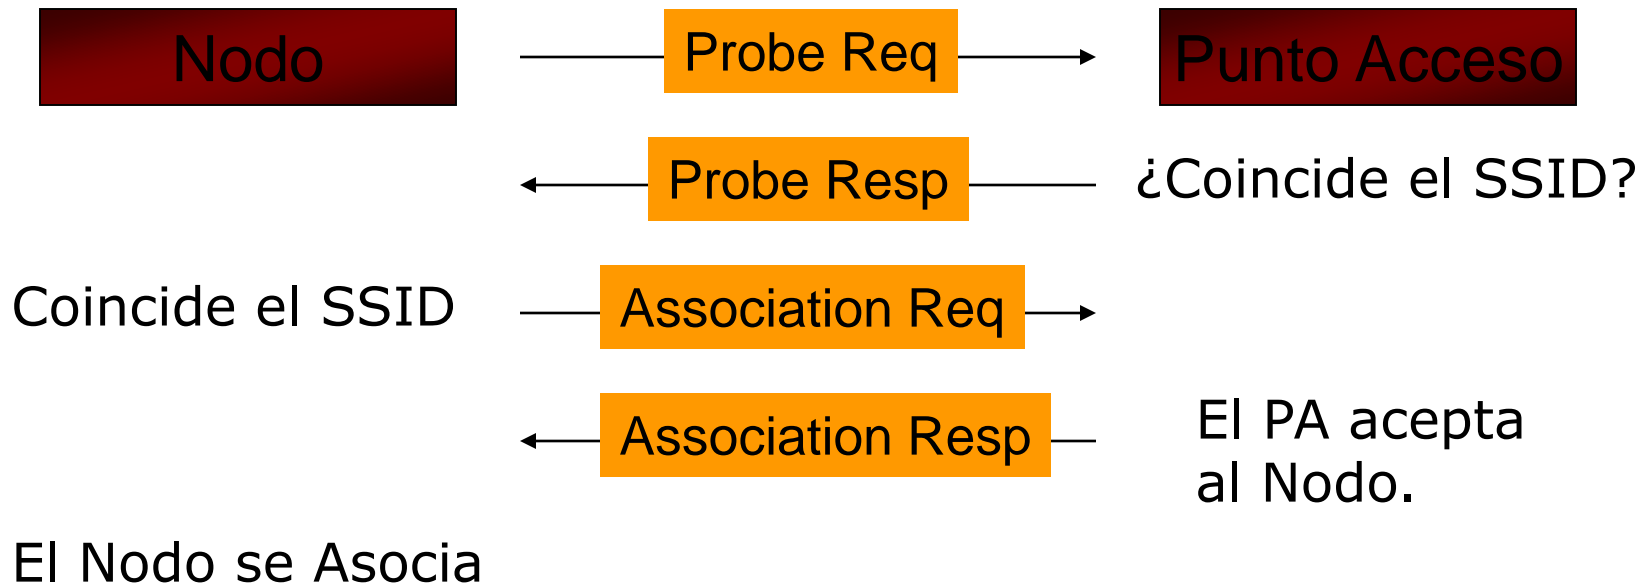 Nodo
Probe Req
Punto Acceso
Probe Resp
¿Coincide el SSID?
Coincide el SSID
Association Req
Association Resp
El PA acepta
al Nodo.
El Nodo se Asocia